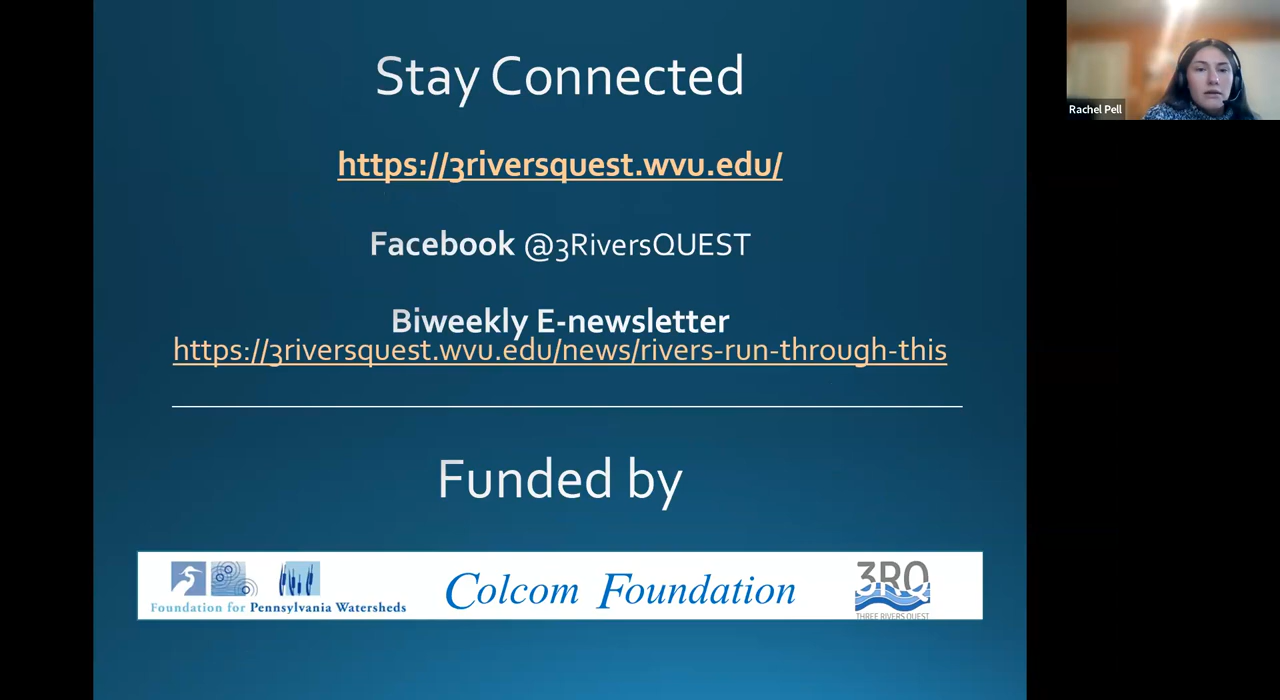 Stay Connected
https://3riversquest.wvu.edu/
Facebook @3RiversQUEST
Biweekly E-newsletter
https://3riversquest.wvu.edu/news/rivers-run-through-this
Funded by
Foundation for Pennsylvania Watersheds
Colcom Foundation
3RQ
THREE RIVERS QUEST
Rachel Pell